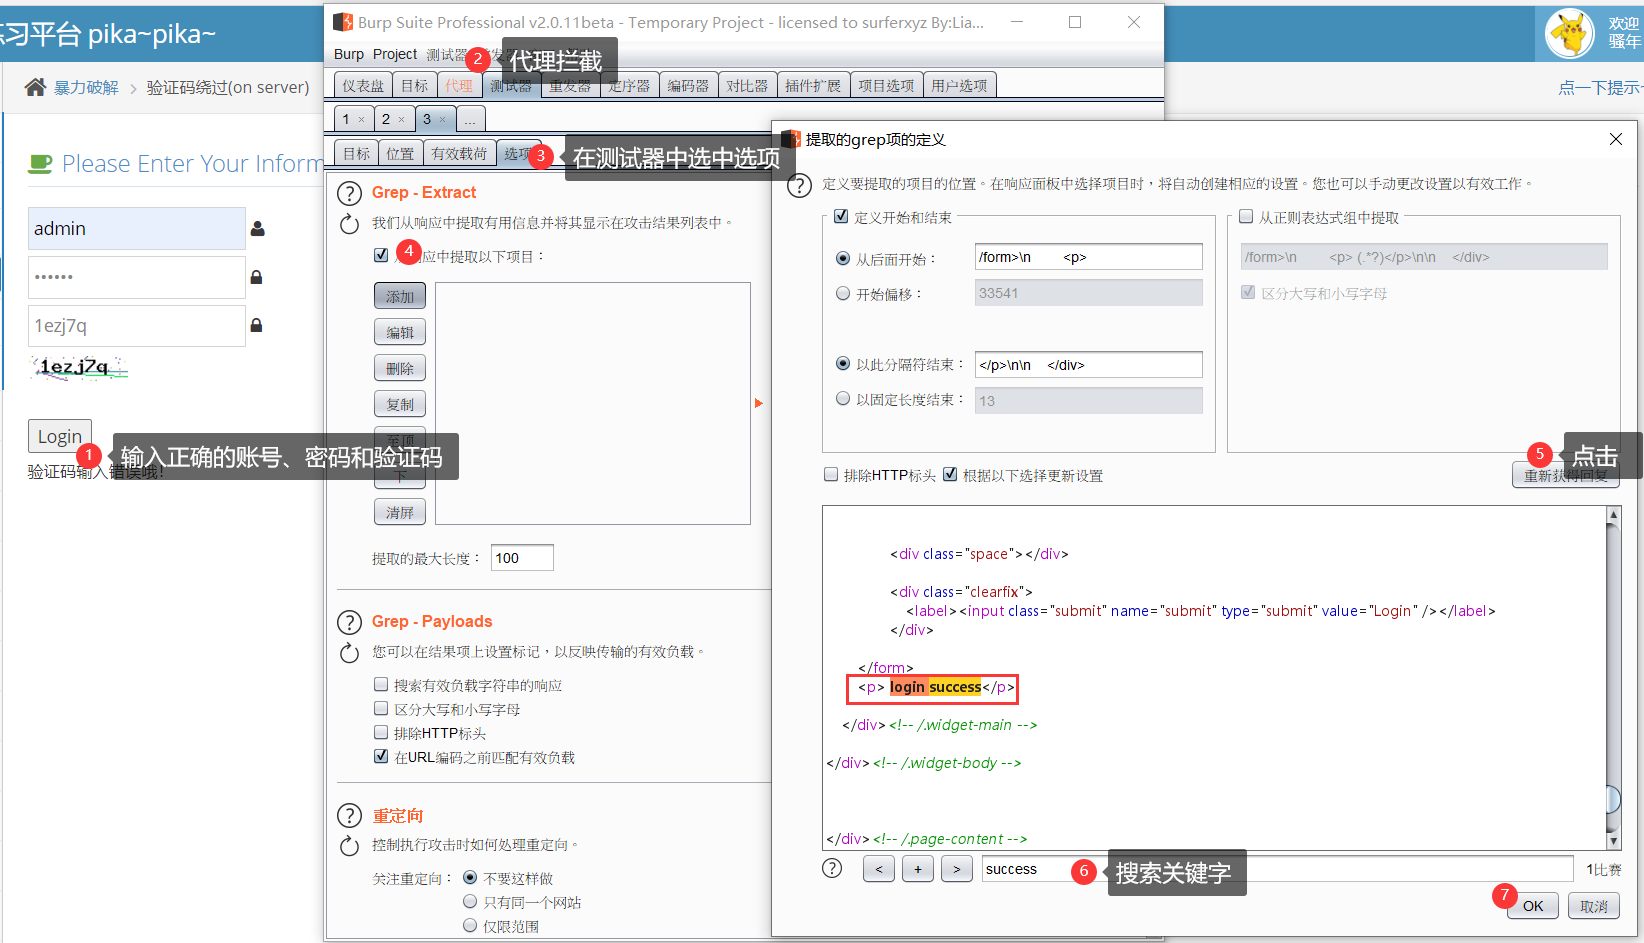 练习平台 pika~pika~
欢迎
骚年
暴力破解
验证码绕过(on server)
点一下提示~
Please Enter Your Inform
admin
••••••
1ezj7q
1ezj7q
Login
1
输入正确的账号、密码和验证码
验证码输入错误哦!
Burp Suite Professional v2.0.11beta - Temporary Project - licensed to surferxyz By:Lia...
Burp Project 测试器
2
代理拦截
仪表盘 目标 代理 测试器 重发器 定序器 编码器 对比器 插件扩展 项目选项 用户选项
1 × 2 × 3 × ...
目标 位置 有效载荷 选项
3
在测试器中选中选项
Grep - Extract
我们从响应中提取有用信息并将其显示在攻击结果列表中。
4
应中提取以下项目：
添加
编辑
删除
复制
至顶
下
清屏
提取的最大长度： 100
Grep - Payloads
您可以在结果项上设置标记，以反映传输的有效负载。
搜索有效负载字符串的响应
区分大写和小写字母
排除HTTP标头
在URL编码之前匹配有效负载
重定向
控制执行攻击时如何处理重定向。
关注重定向： 不要这样做
只有同一个网站
仅限范围
提取的grep项的定义
定义要提取的项目的位置。在响应面板中选择项目时，将自动创建相应的设置。您也可以手动更改设置以有效工作。
定义开始和结束
从后面开始： /form>\n <p>
开始偏移： 33541
以此分隔符结束： </p>\n\n </div>
以固定长度结束： 13
从正则表达式组中提取
/form>\n <p> (.*?)</p>\n\n </div>
区分大写和小写字母
排除HTTP标头 根据以下选择更新设置
5
点击
重新获得回复
<div class="space"></div>
<div class="clearfix">
<label><input class="submit" name="submit" type="submit" value="Login" /></label>
</div>
</form>
<p> login success</p>
</div><!-- /.widget-main -->
</div><!-- /.widget-body -->
</div><!-- /.page-content -->
? < + > success
6
搜索关键字
1比赛
7
OK 取消